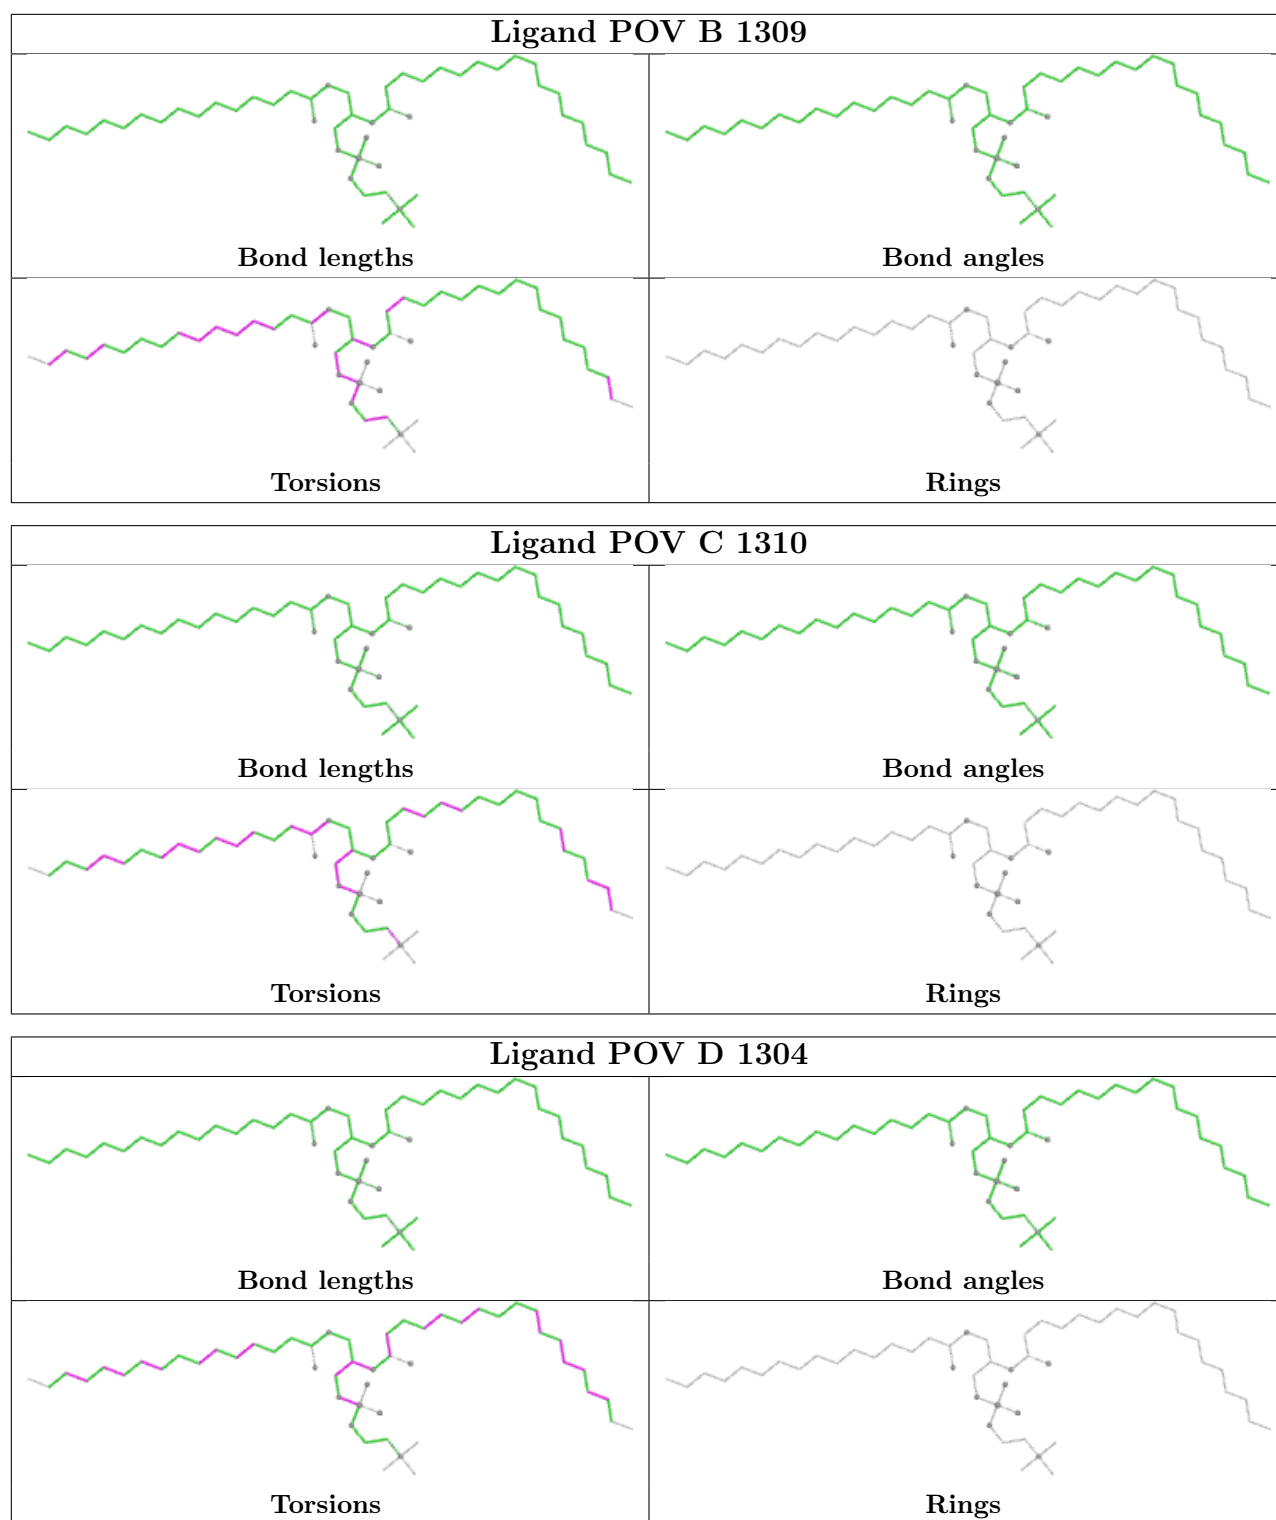 Ligand POV B 1309
Bond lengths
Bond angles
Torsions
Rings
Ligand POV C 1310
Bond lengths
Bond angles
Torsions
Rings
Ligand POV D 1304
Bond lengths
Bond angles
Torsions
Rings